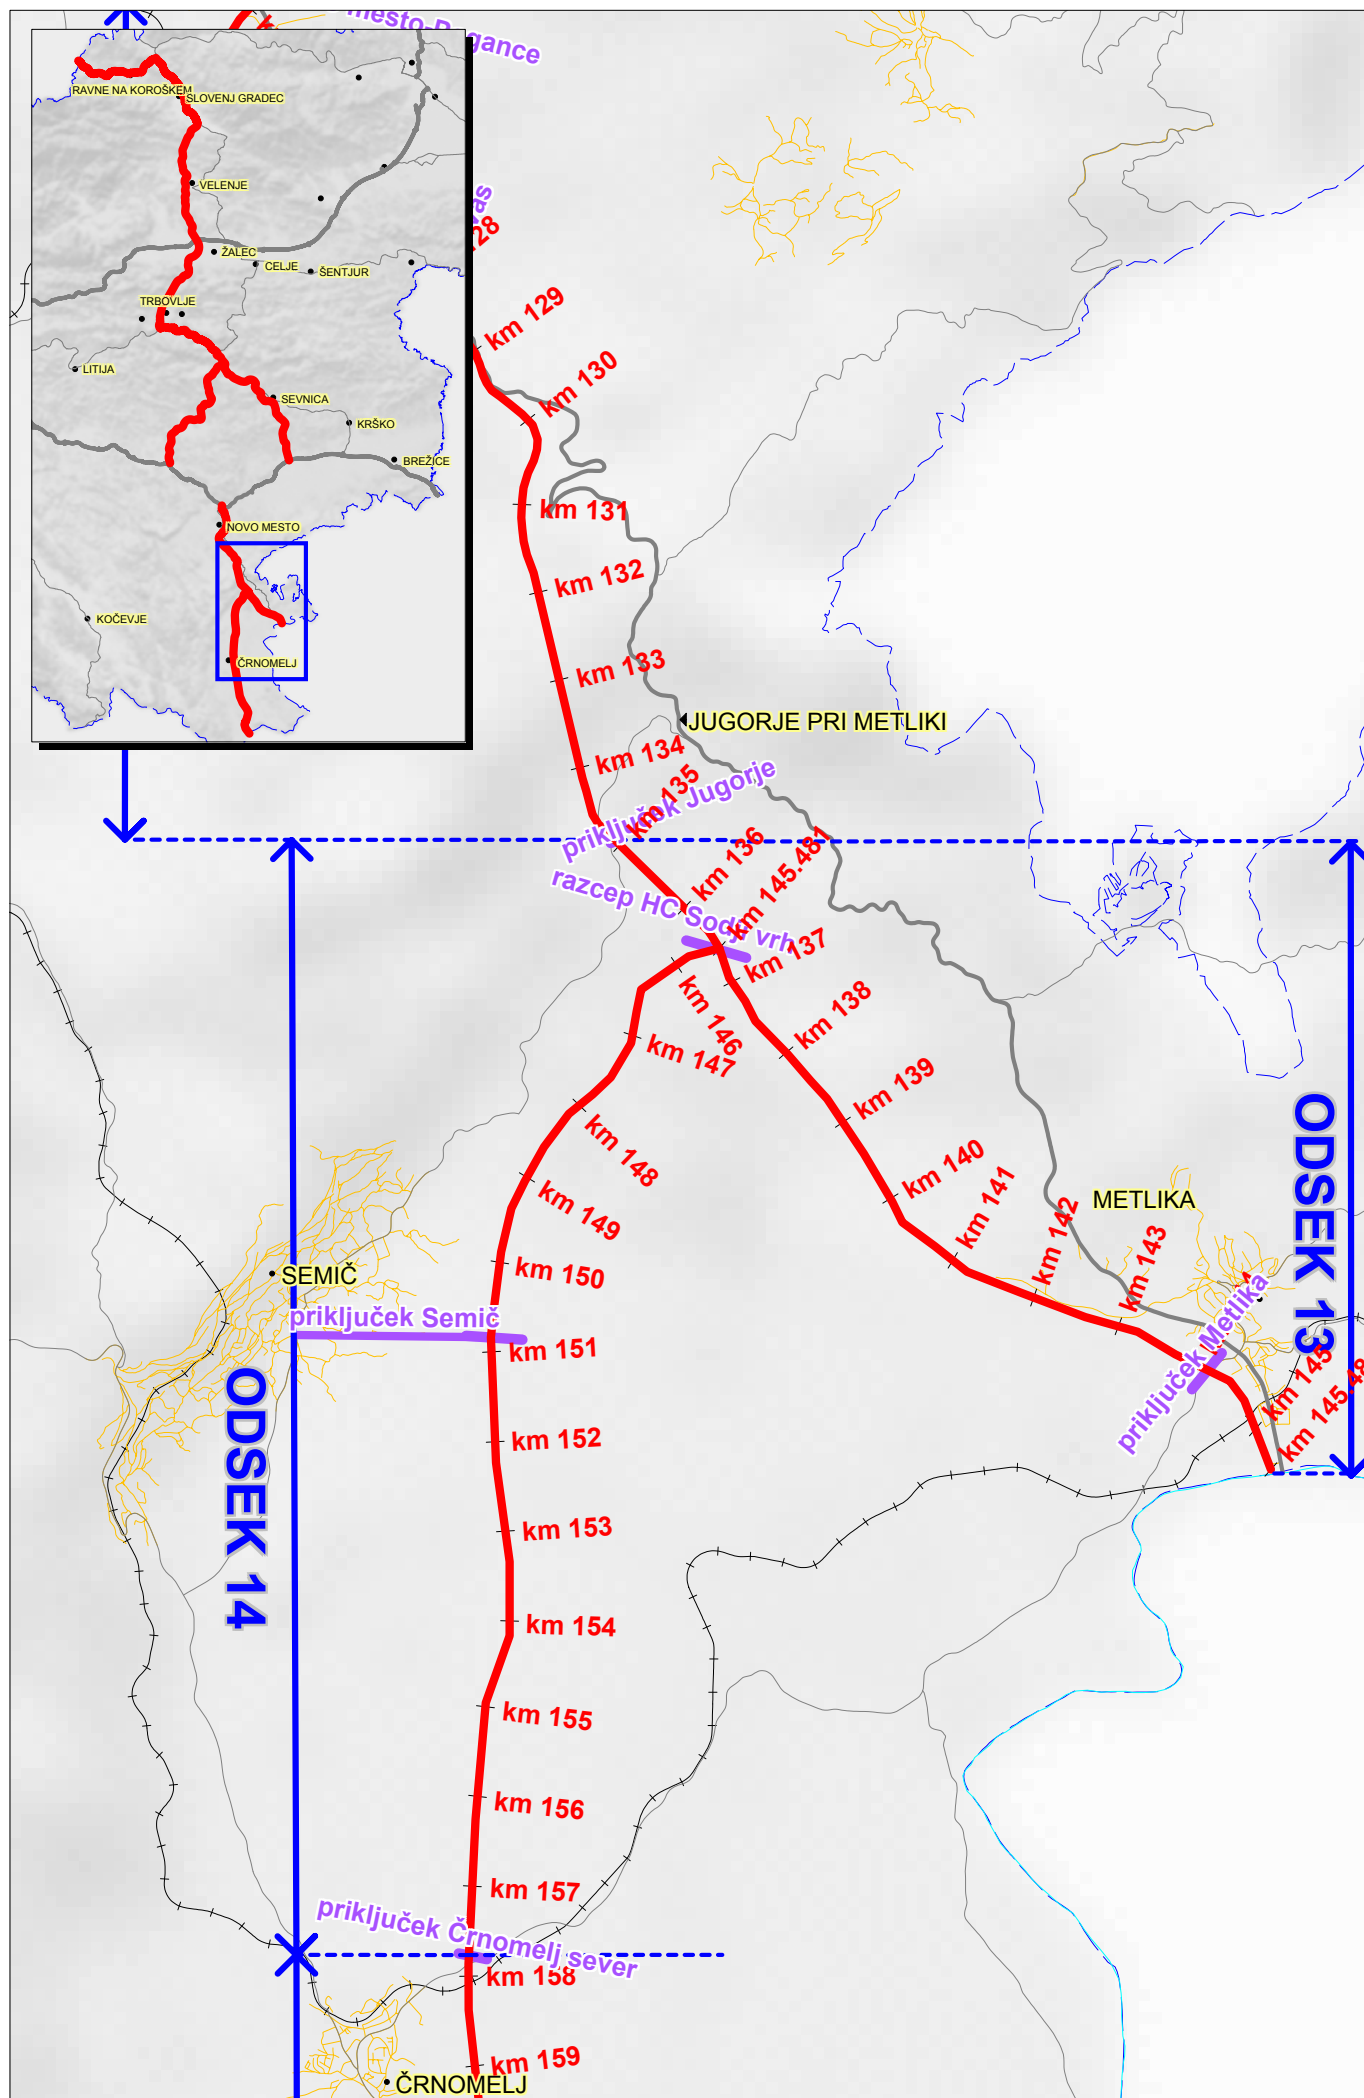 mesto-P
gance
RAVNE NA KOROŠKEM
SLOVENJ GRADEC
VELENJE
ŽALEC
CELJE
ŠENTJUR
TRBOVLJE
LITIJA
SEVNICA
KRŠKO
BREŽICE
NOVO MESTO
KOČEVJE
ČRNOMELJ
vas
128
km 129
km 130
km 131
km 132
km 133
JUGORJE PRI METLIKI
km 134
km 135
priključek Jugorje
km 136
km 145.481
razcep HC Sodji vrh
km 137
km 146
km 138
km 147
km 139
km 148
km 140
km 149
km 141
METLIKA
km 142
km 143
ODSEK 13
km 150
SEMIČ
priključek Semič
priključek Metlika
km 151
km 145
km 145.48
ODSEK 14
km 152
km 153
km 154
km 155
km 156
km 157
priključek Črnomelj sever
km 158
km 159
ČRNOMELJ